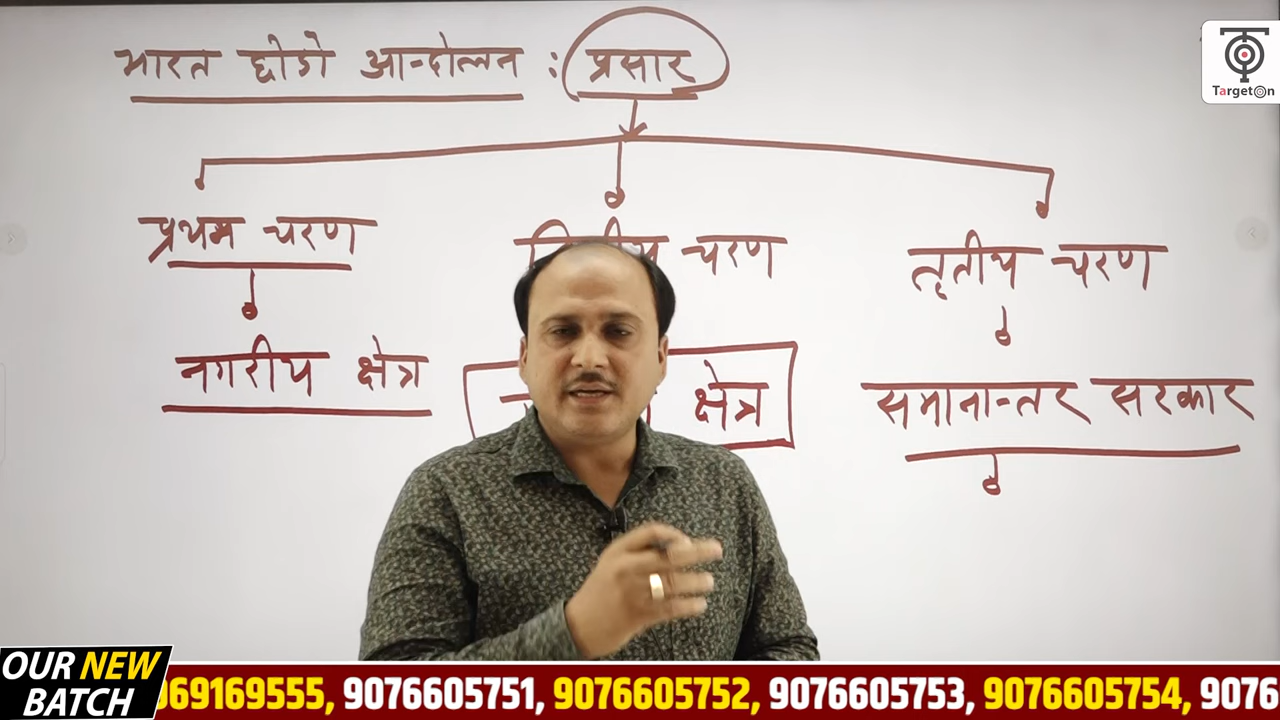 भारत छोडो आन्दोलन : प्रसार
TargetOn
प्रथम चरण
चरण
तृतीय चरण
नगरीय क्षेत्र
क्षेत्र
समानान्तर सरकार
OUR NEW BATCH
969169555, 9076605751, 9076605752, 9076605753, 9076605754, 9076